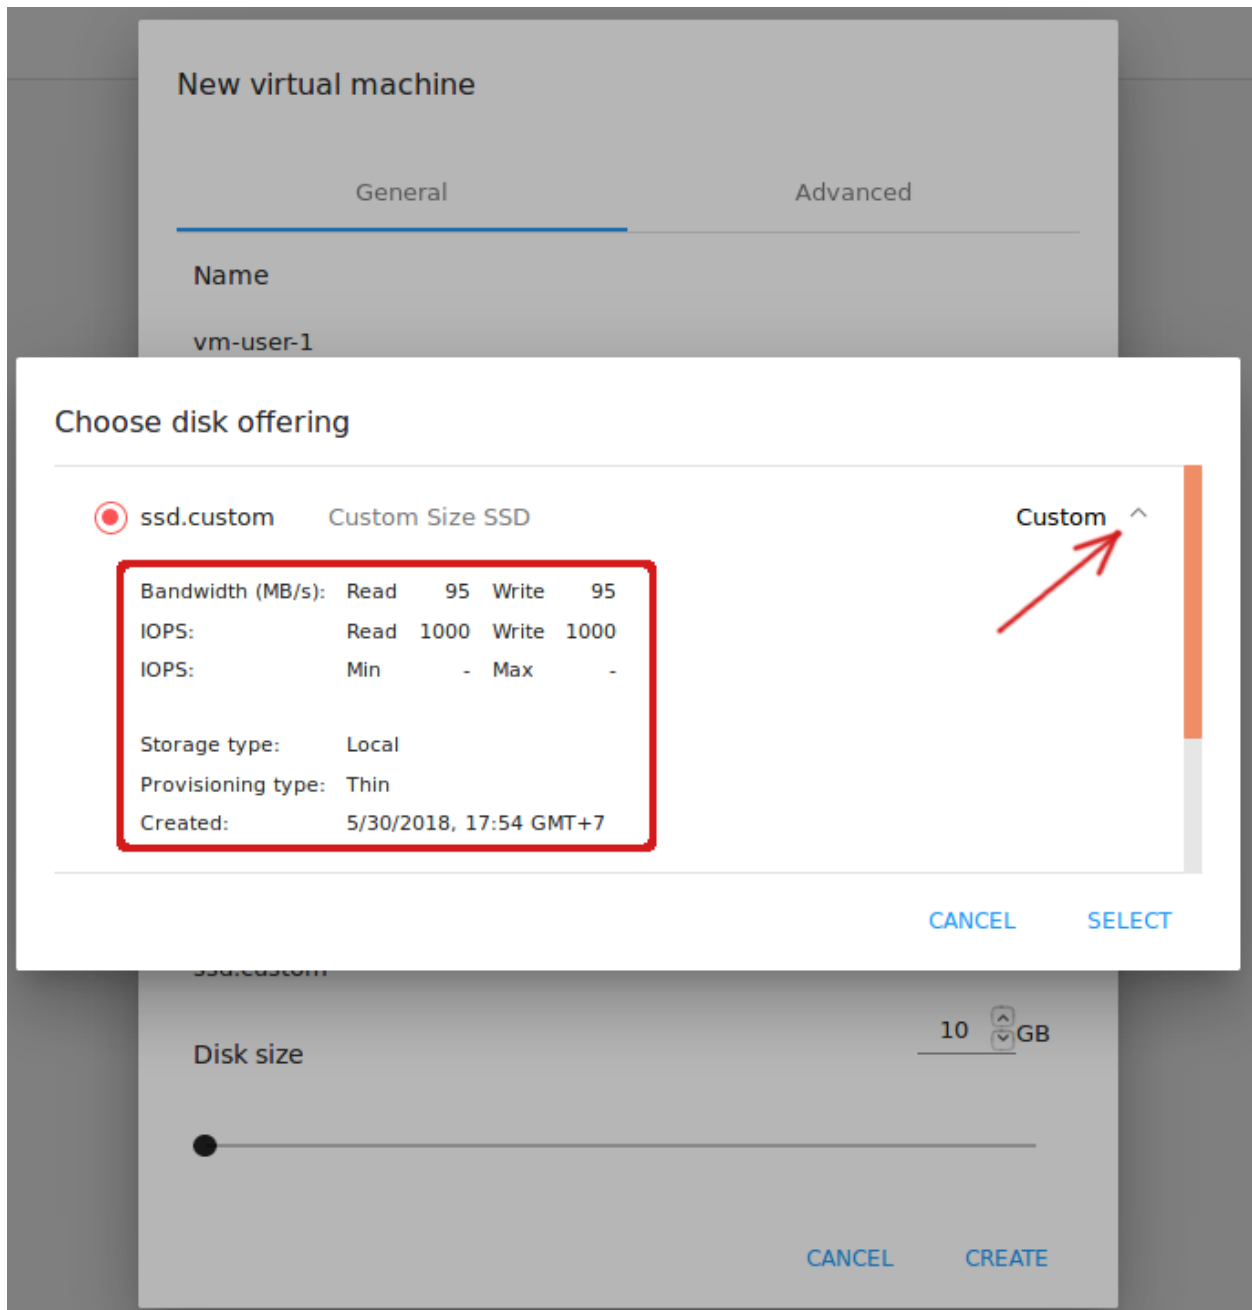 New virtual machine
General Advanced
Name
vm-user-1
Choose disk offering
ssd.custom Custom Size SSD Custom
Bandwidth (MB/s): Read 95 Write 95
IOPS: Read 1000 Write 1000
IOPS: Min - Max -
Storage type: Local
Provisioning type: Thin
Created: 5/30/2018, 17:54 GMT+7
CANCEL SELECT
ssd.custom
10 GB
Disk size
CANCEL CREATE